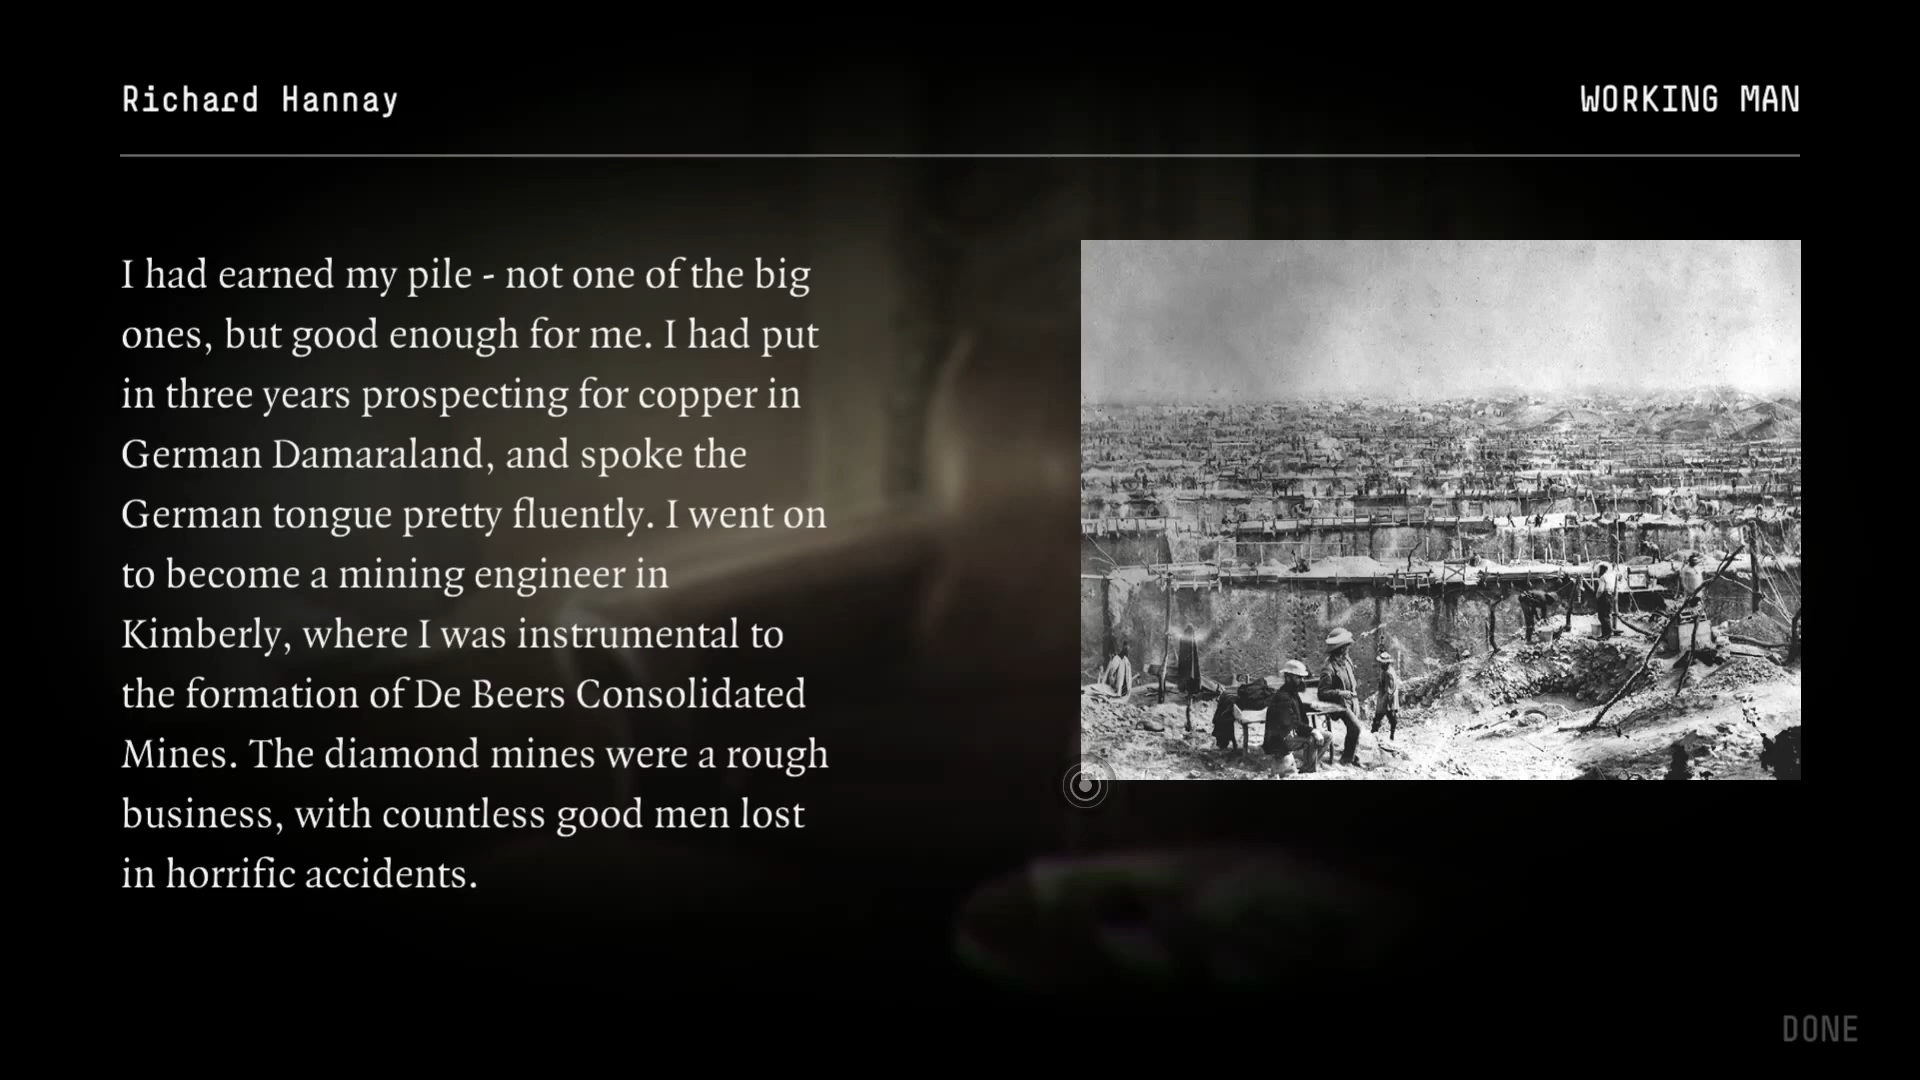 Richard Hannay
WORKING MAN
I had earned my pile - not one of the big
ones, but good enough for me. I had put
in three years prospecting for copper in
German Damaraland, and spoke the
German tongue pretty fluently. I went on
to become a mining engineer in
Kimberly, where I was instrumental to
the formation of De Beers Consolidated
Mines. The diamond mines were a rough
business, with countless good men lost
in horrific accidents.
DONE